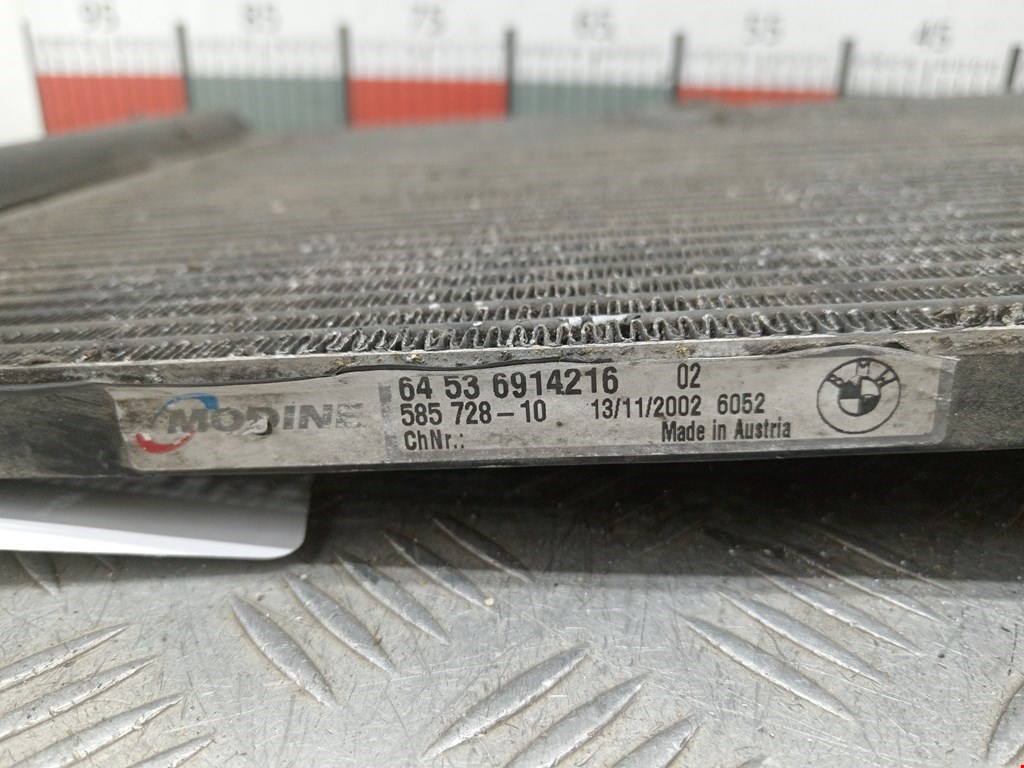 95 85 75 65 55 45
MODINE
64 53 6914216 02
585 728-10 13/11/2002 6052
ChNr.: Made in Austria
BMW